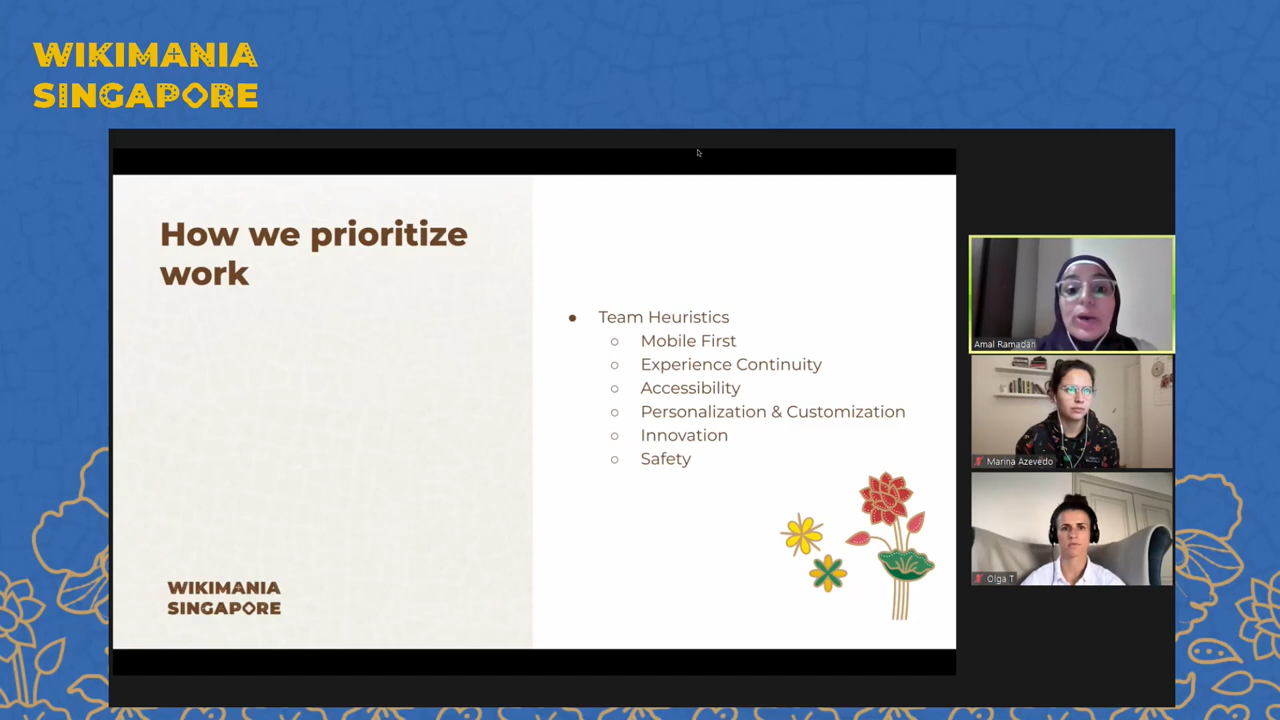 WIKIMANIA
SINGAPORE
How we prioritize
work
● Team Heuristics
○ Mobile First
○ Experience Continuity
○ Accessibility
○ Personalization & Customization
○ Innovation
○ Safety
WIKIMANIA
SINGAPORE
Amal Ramadan
Marina Azevedo
Olga T